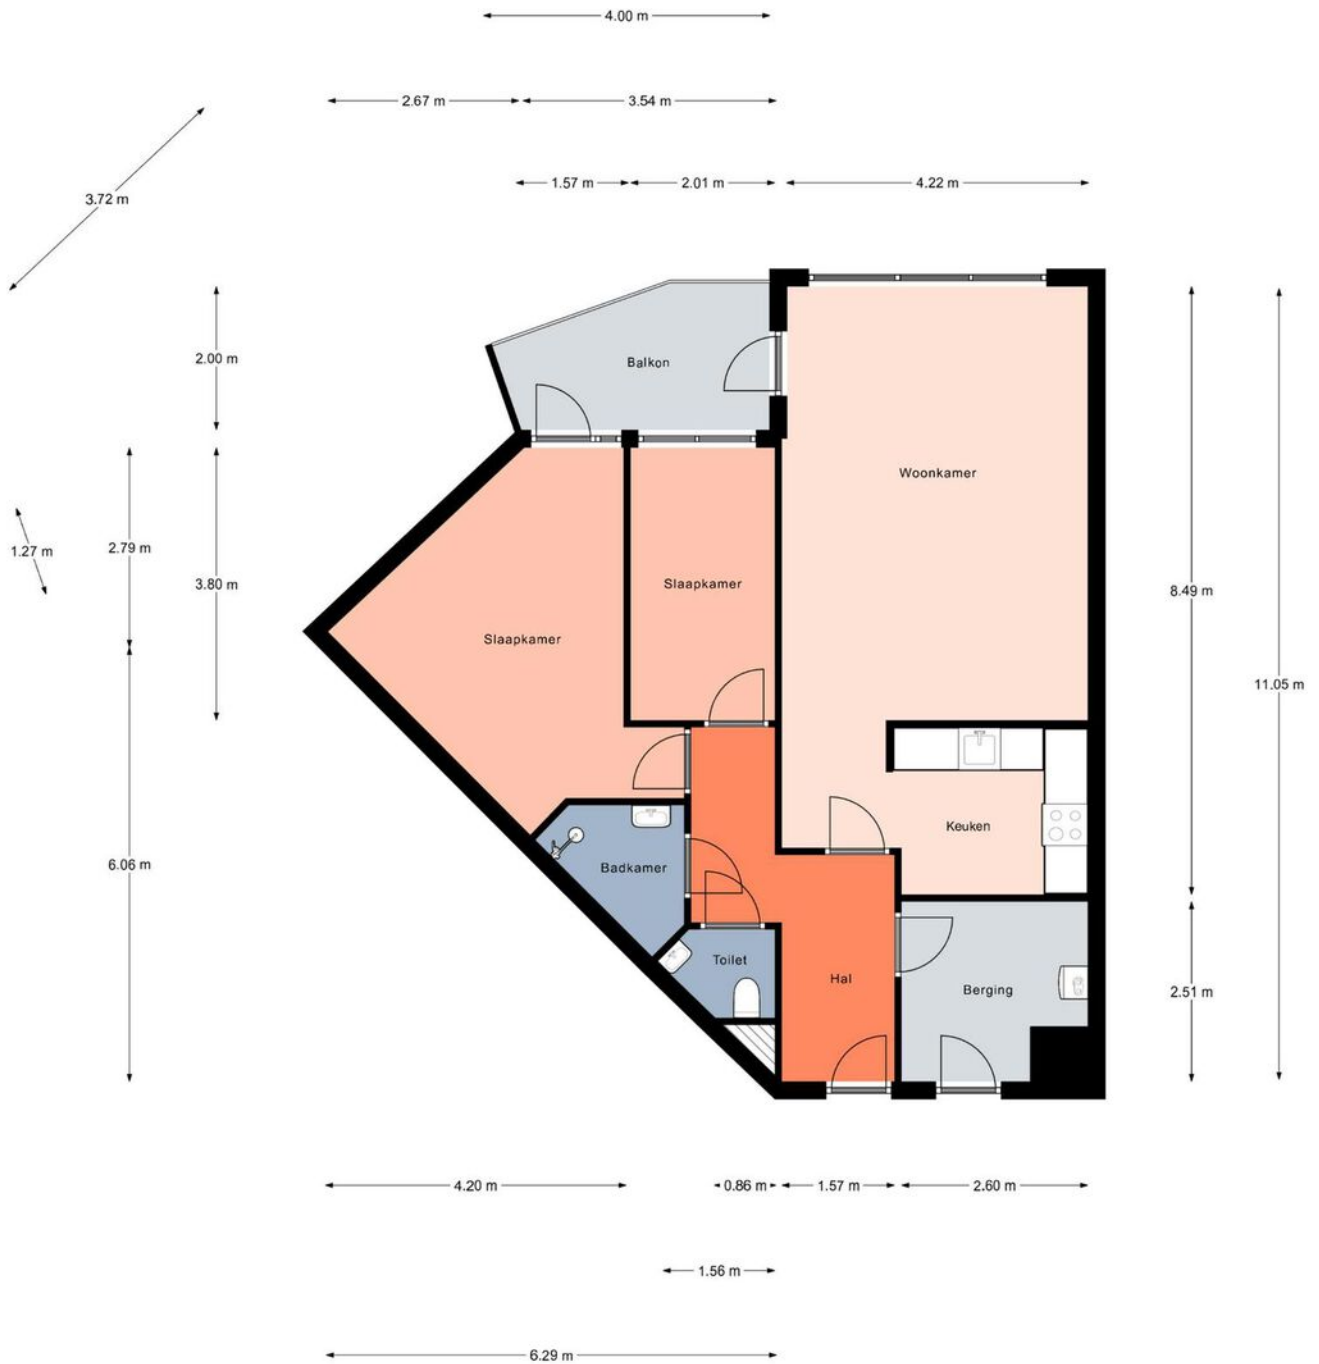 4.00 m
2.67 m
3.54 m
3.72 m
1.57 m
2.01 m
4.22 m
2.00 m
Balkon
Woonkamer
1.27 m
2.79 m
3.80 m
Slaapkamer
8.49 m
Slaapkamer
11.05 m
Keuken
6.06 m
Badkamer
Toilet
Hal
Berging
2.51 m
4.20 m
0.86 m
1.57 m
2.60 m
1.56 m
6.29 m